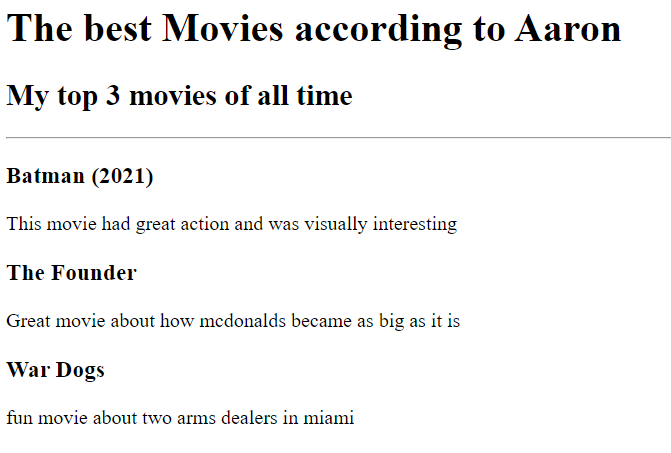 The best Movies according to Aaron
My top 3 movies of all time
Batman (2021)
This movie had great action and was visually interesting
The Founder
Great movie about how mcdonalds became as big as it is
War Dogs
fun movie about two arms dealers in miami